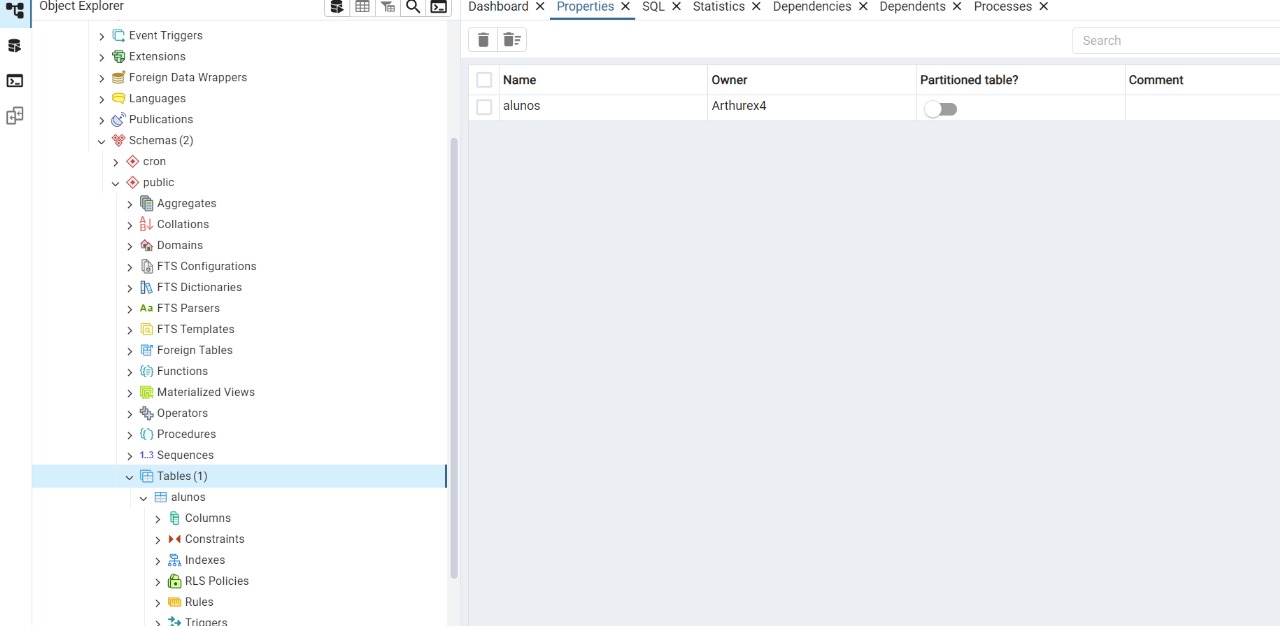 Object Explorer
Dashboard Properties SQL Statistics Dependencies Dependents Processes
Search
Name Owner Partitioned table? Comment
alunos Arthurex4
Event Triggers
Extensions
Foreign Data Wrappers
Languages
Publications
Schemas (2)
cron
public
Aggregates
Collations
Domains
FTS Configurations
FTS Dictionaries
Aa FTS Parsers
FTS Templates
Foreign Tables
Functions
Materialized Views
Operators
Procedures
1..3 Sequences
Tables (1)
alunos
Columns
Constraints
Indexes
RLS Policies
Rules
Triggers